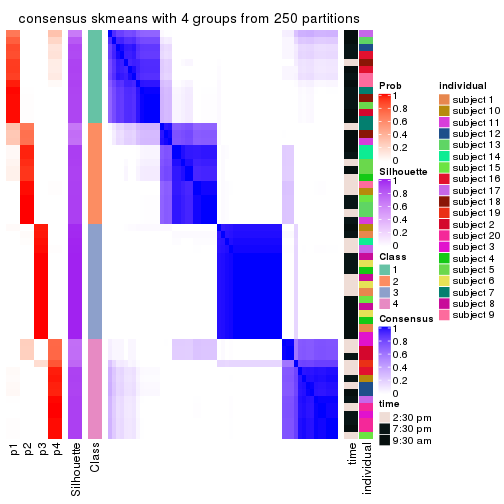 consensus skmeans with 4 groups from 250 partitions
p1
p2
p3
p4
Silhouette
Class
time
individual
Prob
1
0.8
0.6
0.4
0.2
0
Silhouette
1
0.8
0.6
0.4
0.2
0
Class
1
2
3
4
Consensus
1
0.8
0.6
0.4
0.2
0
time
2:30 pm
7:30 pm
9:30 am
individual
subject 1
subject 10
subject 11
subject 12
subject 13
subject 14
subject 15
subject 16
subject 17
subject 18
subject 19
subject 2
subject 20
subject 3
subject 4
subject 5
subject 6
subject 7
subject 8
subject 9